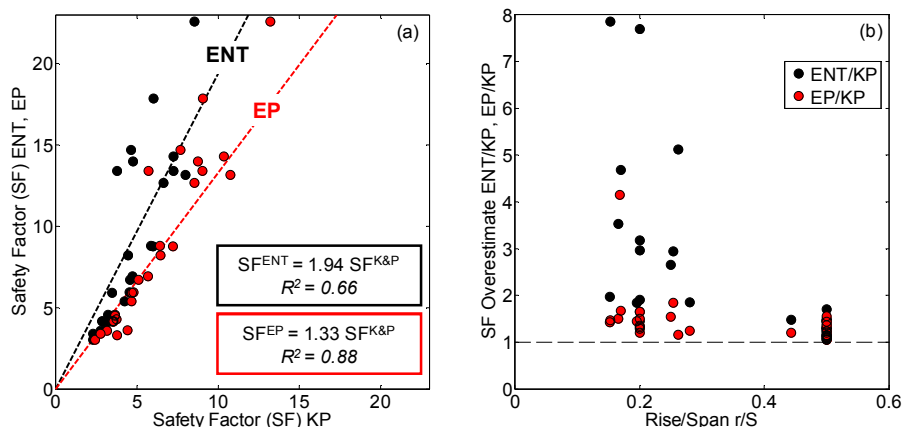 (a)
ENT
EP
SF^ENT = 1.94 SF^K&P
R² = 0.66
SF^EP = 1.33 SF^K&P
R² = 0.88
Safety Factor (SF) ENT, EP
20
15
10
5
0
0 5 10 15 20
Safety Factor (SF) KP
(b)
ENT/KP
EP/KP
SF Overestimate ENT/KP, EP/KP
8
7
6
5
4
3
2
1
0
0 0.2 0.4 0.6
Rise/Span r/S